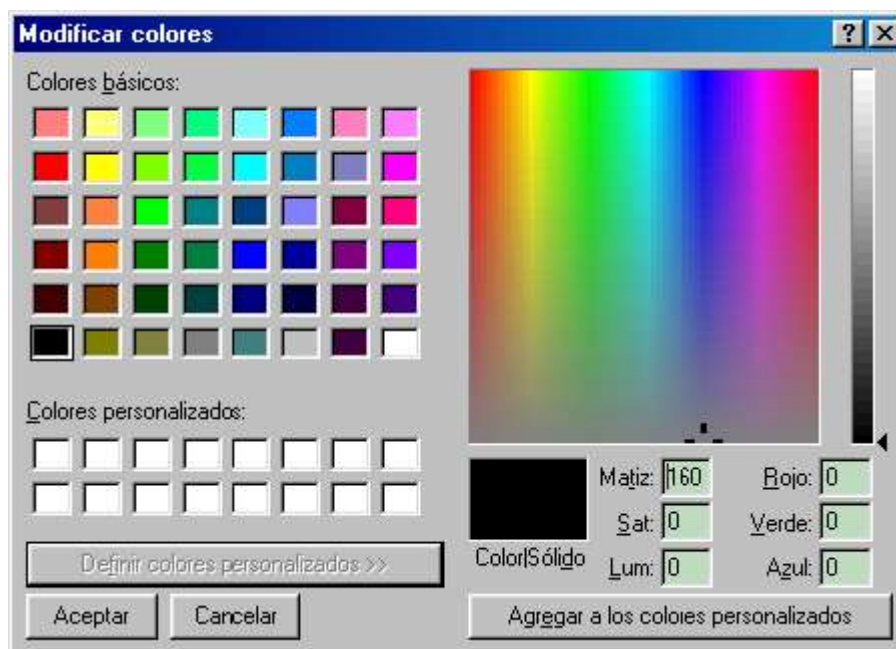 Modificar colores
Colores básicos:
Colores personalizados:
Definir colores personalizados >>
Aceptar
Cancelar
Color|Sólido
Matiz: 160
Sat: 0
Lum: 0
Rojo: 0
Verde: 0
Azul: 0
Agregar a los colores personalizados